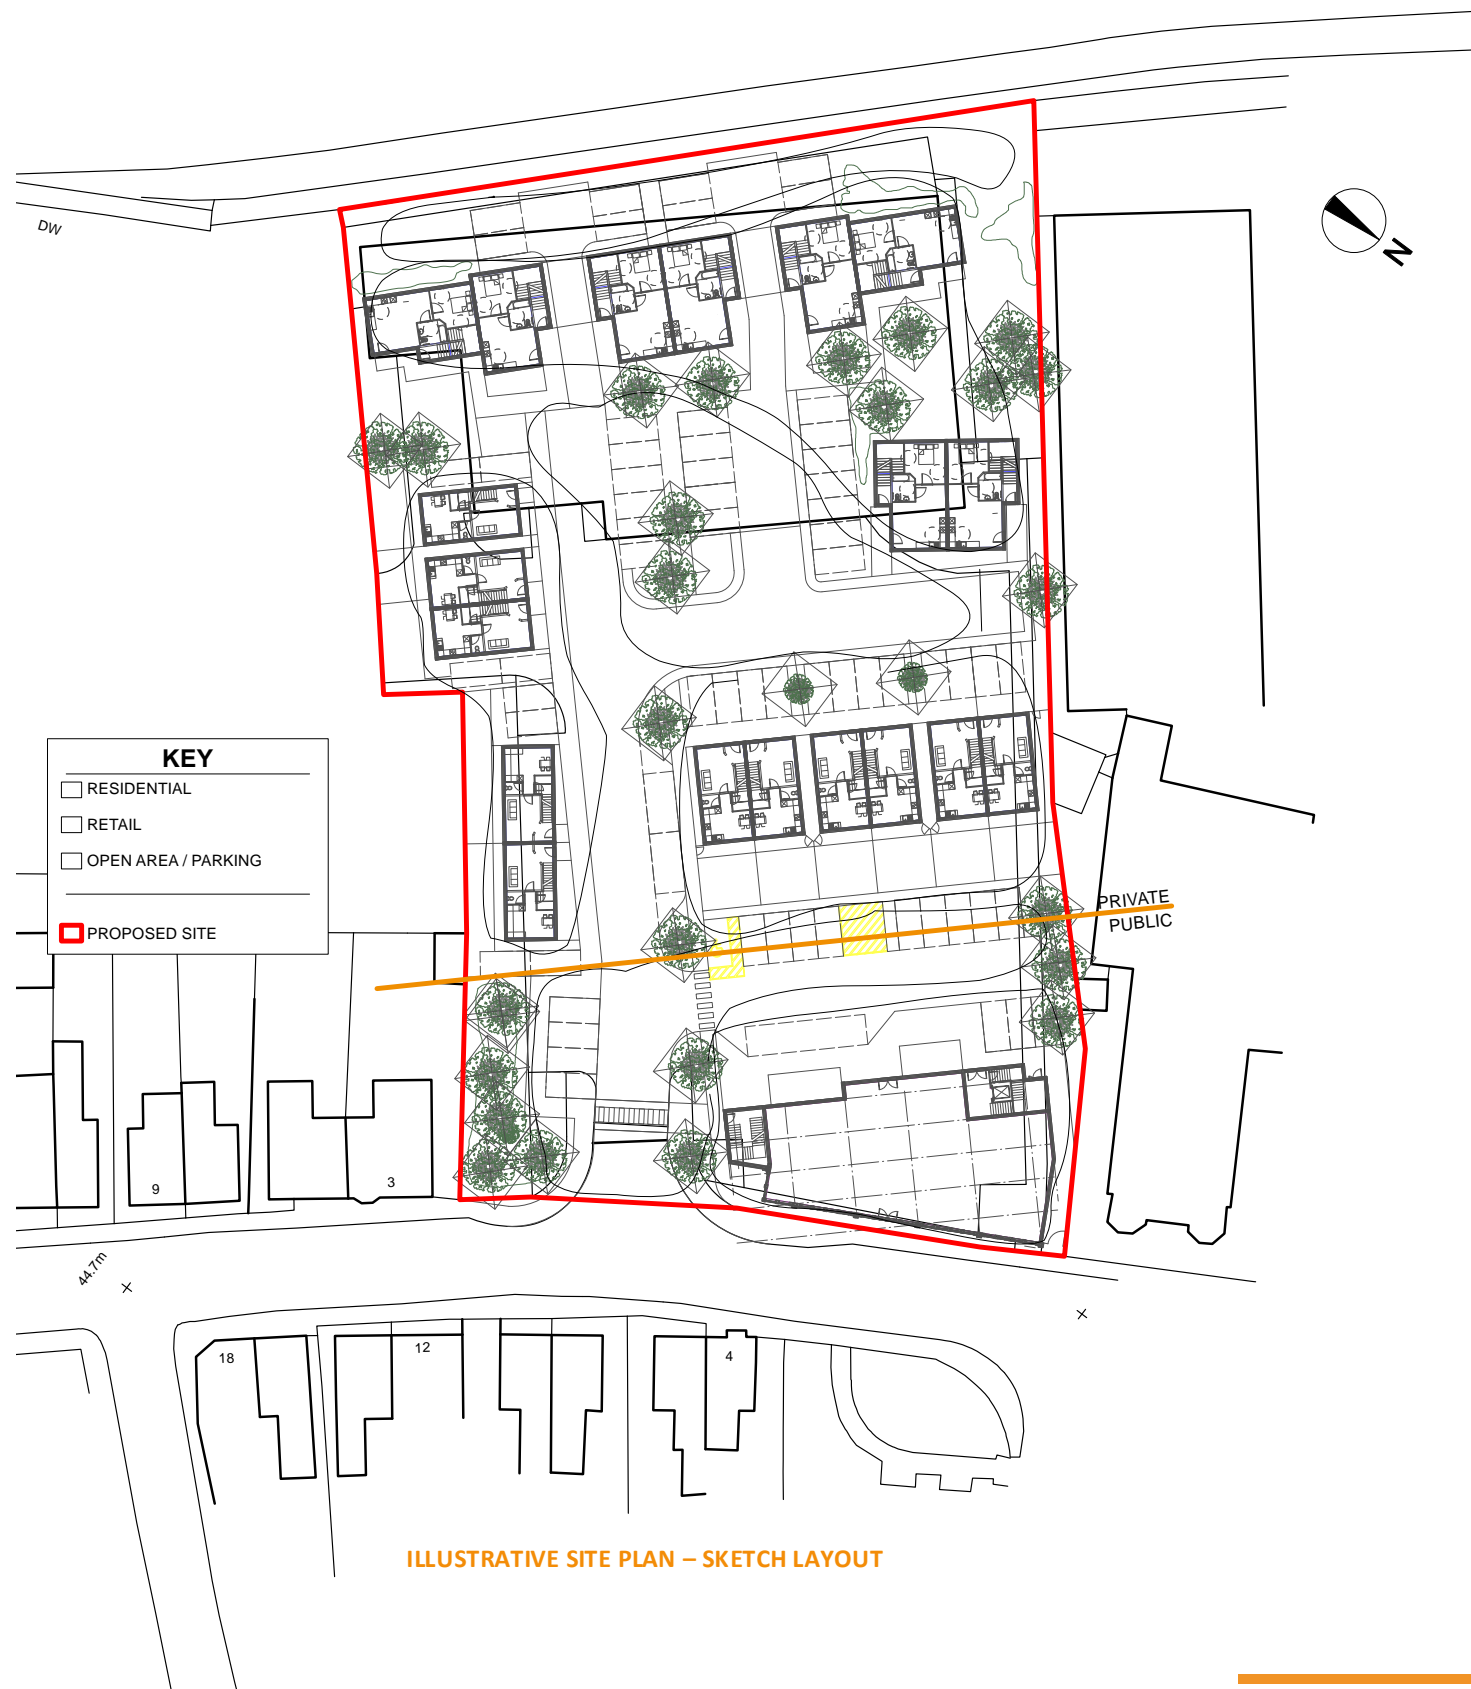 DW
N
KEY
RESIDENTIAL
RETAIL
OPEN AREA / PARKING
PROPOSED SITE
PRIVATE
PUBLIC
9
3
44.7m
18
12
4
ILLUSTRATIVE SITE PLAN – SKETCH LAYOUT